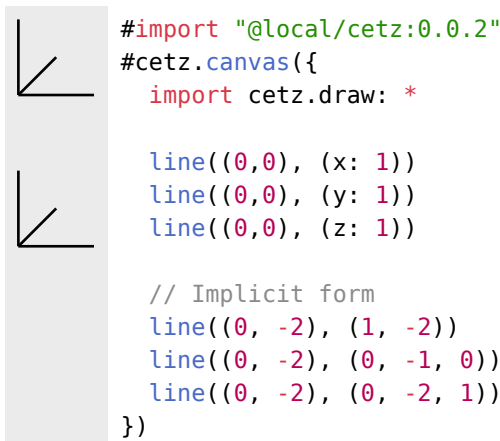 #import "@local/cetz:0.0.2"
#cetz.canvas({
  import cetz.draw: *

  line((0,0), (x: 1))
  line((0,0), (y: 1))
  line((0,0), (z: 1))

  // Implicit form
  line((0, -2), (1, -2))
  line((0, -2), (0, -1, 0))
  line((0, -2), (0, -2, 1))
})